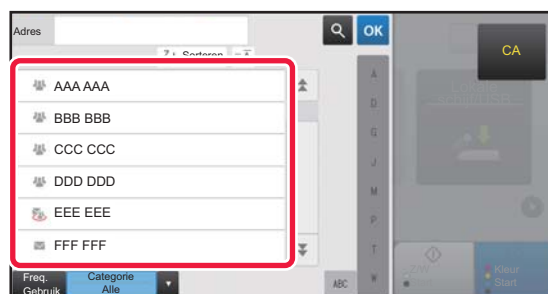 Adres
OK
CA
Sorteren
AAA AAA
BBB BBB
CCC CCC
DDD DDD
EEE EEE
FFF FFF
A
D
G
J
M
P
T
W
ABC
Freq.
Gebruik
Categorie
Alle
Kleur
Start